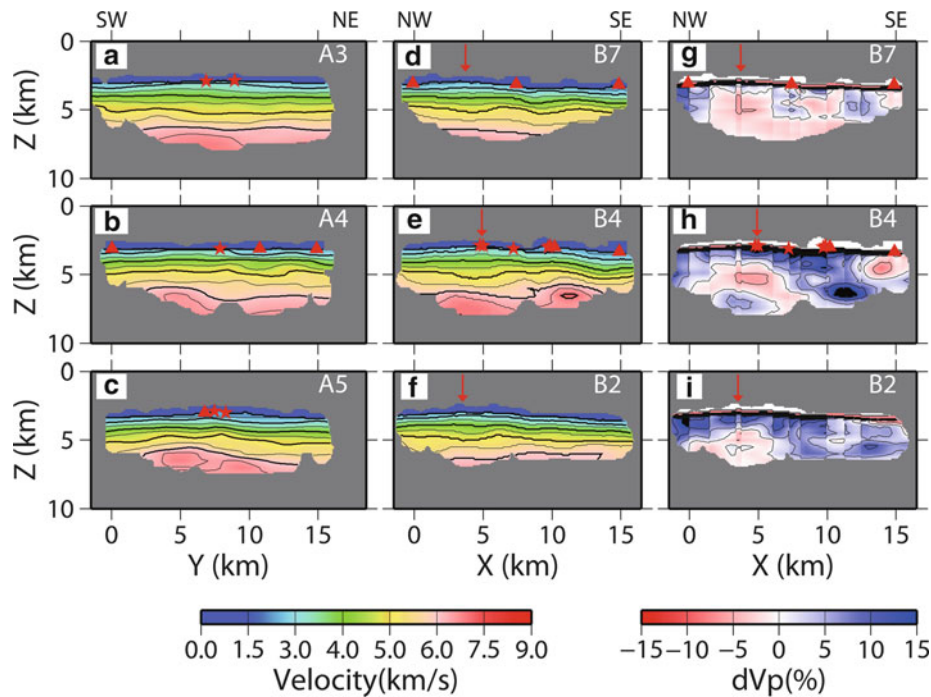 SW NE NW SE NW SE
0 a A3 d B7 g B7
Z (km) 5
10
0 b A4 e B4 h B4
Z (km) 5
10
0 c A5 f B2 i B2
Z (km) 5
10
0 5 10 15 0 5 10 15 0 5 10 15
Y (km) X (km) X (km)
0.0 1.5 3.0 4.0 5.0 6.0 7.5 9.0 −15 −10 −5 0 5 10 15
Velocity(km/s) dVp(%)